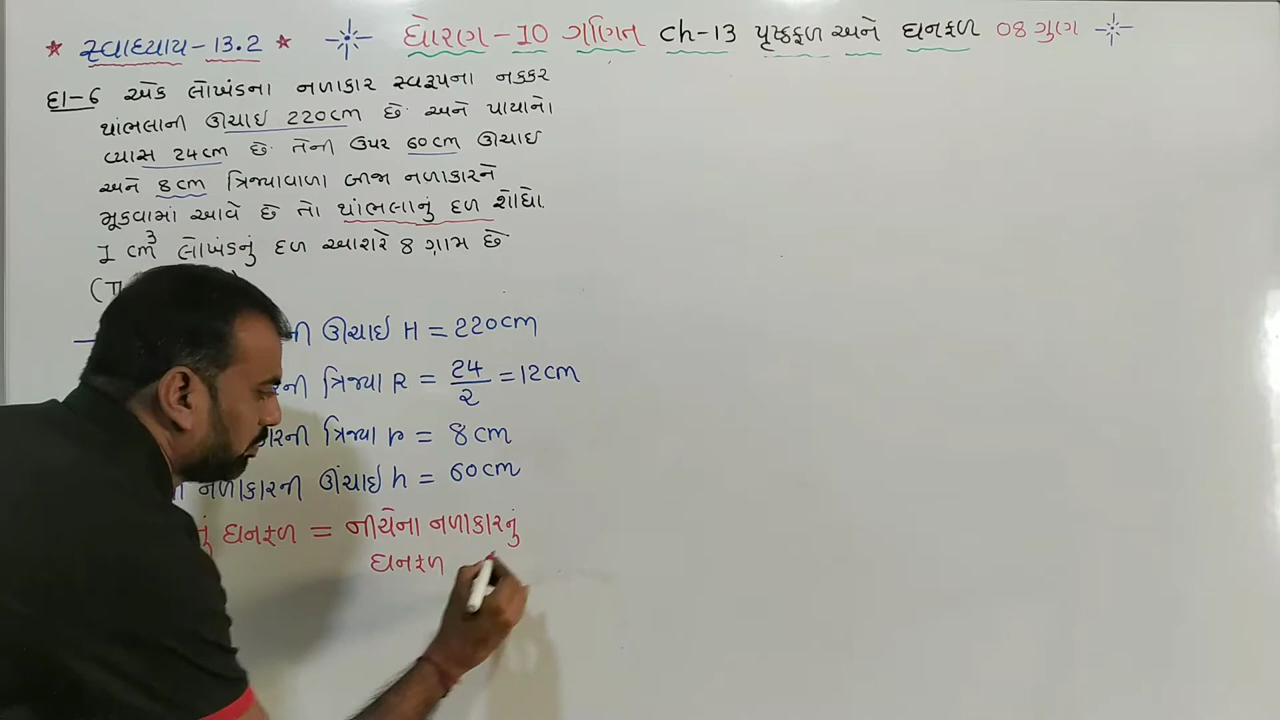 ★ સ્વાધ્યાય-13.2 ★ ધોરણ-10 ગણિત ch-13 પૃષ્ઠફળ અને ઘનફળ 08 ગુણ
દા-6 એક લોખંડના નળાકાર સ્વરૂપના નક્કર
થાંભલાની ઊંચાઇ 220cm છે અને પાયાનો
વ્યાસ 24cm છે તેની ઉપર 60cm ઊંચાઇ
અને 8cm ત્રિજ્યાવાળા બીજા નળાકારને
મૂકવામાં આવે છે તો થાંભલાનું દળ શોધો.
1 cm³ લોખંડનું દળ આશરે 8 ગ્રામ છે
(π
ની ઊંચાઇ H = 220cm
રની ત્રિજ્યા R = 24/2 = 12cm
રની ત્રિજ્યા r = 8cm
નળાકારની ઊંચાઇ h = 60cm
નું ઘનફળ = નીચેના નળાકારનું
ઘનફળ